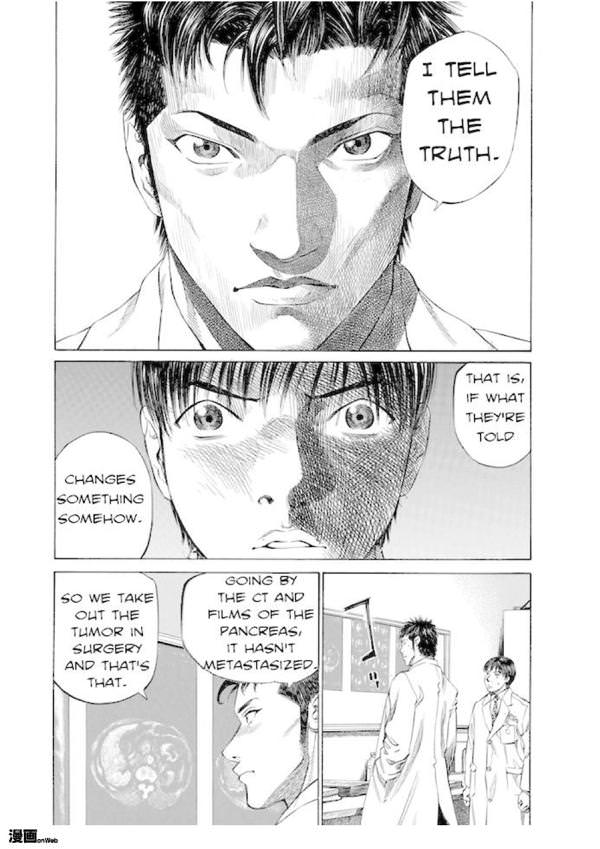 I TELL
THEM
THE
TRUTH.
THAT IS,
IF WHAT
THEY'RE
TOLD
CHANGES
SOMETHING
SOMEHOW.
GOING BY
THE CT AND
FILMS OF THE
PANCREAS,
IT HASN'T
METASTASIZED.
SO WE TAKE
OUT THE
TUMOR IN
SURGERY
AND THAT'S
THAT.
漫画onWeb